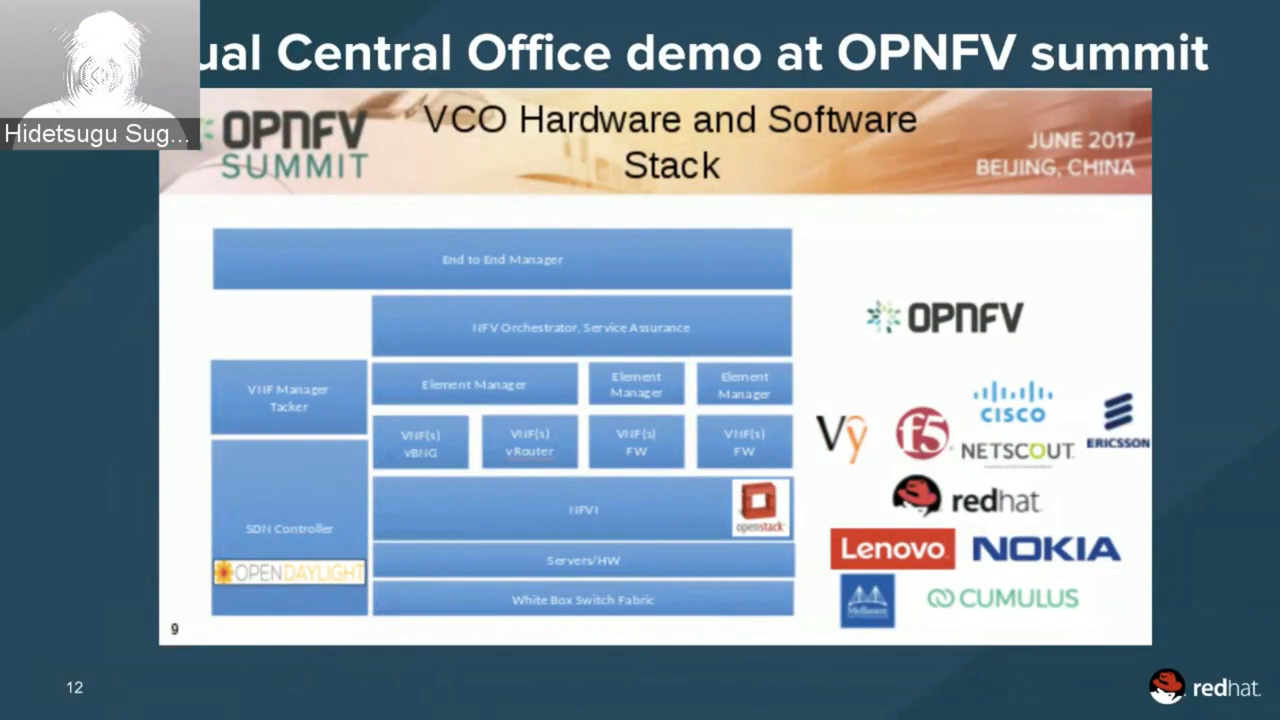 ual Central Office demo at OPNFV summit
Hidetsugu Sug...
OPNFV
SUMMIT
VCO Hardware and Software
Stack
JUNE 2017
BEIJING, CHINA
End to End Manager
NFV Orchestrator, Service Assurance
VNF Manager
Tacker
Element Manager
Element
Manager
Element
Manager
VNF(s)
vBNG
VNF(s)
vRouter
VNF(s)
FW
VNF(s)
FW
SDN Controller
OPENDAYLIGHT
NFVI
openstack
Servers/HW
White Box Switch Fabric
OPNFV
Vy
f5
CISCO
NETSCOUT
ERICSSON
redhat
Lenovo
NOKIA
Mellanox
CUMULUS
9
12
redhat.